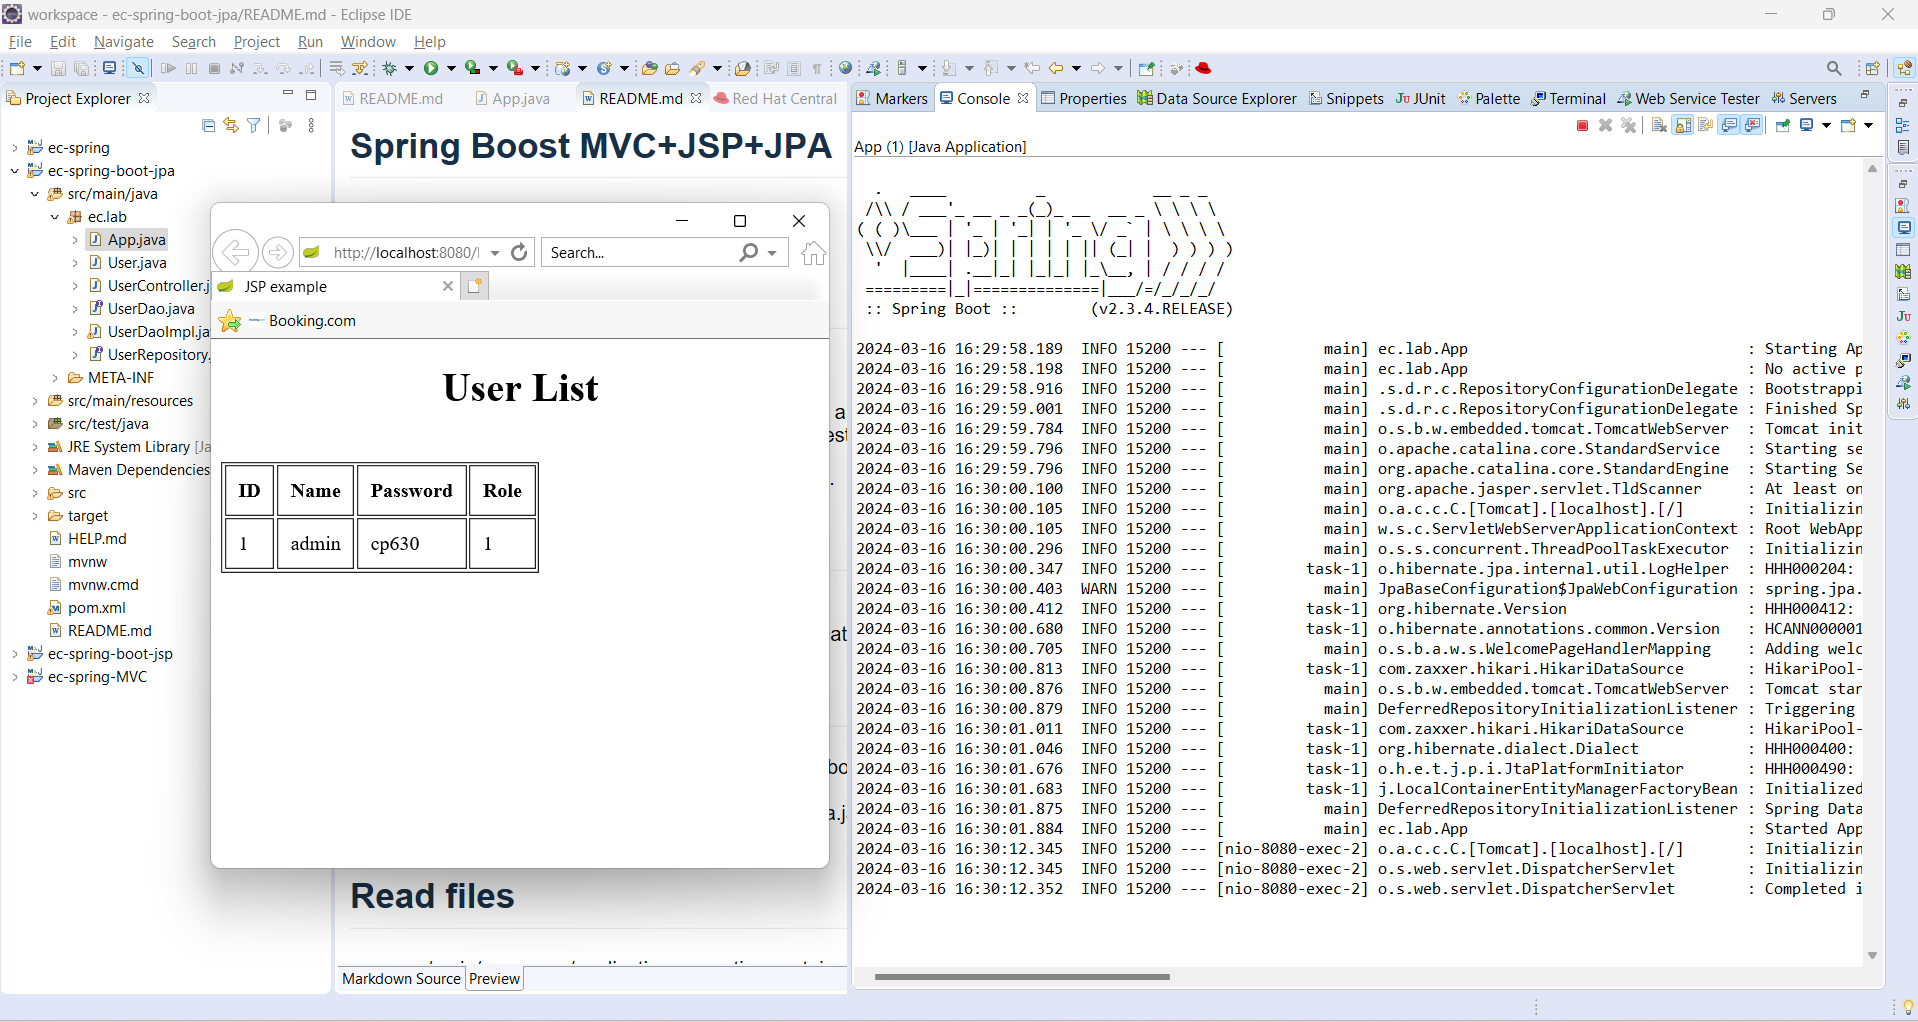 workspace - ec-spring-boot-jpa/README.md - Eclipse IDE
File Edit Navigate Search Project Run Window Help
Project Explorer
ec-spring
ec-spring-boot-jpa
src/main/java
ec.lab
App.java
User.java
UserController.j
UserDao.java
UserDaoImpl.ja
UserRepository.
META-INF
src/main/resources
src/test/java
JRE System Library [Ja
Maven Dependencies
src
target
HELP.md
mvnw
mvnw.cmd
pom.xml
README.md
ec-spring-boot-jsp
ec-spring-MVC
README.md App.java README.md Red Hat Central
Spring Boost MVC+JSP+JPA
a
est
.
at
bo
a.j
Read files
Markdown Source Preview
http://localhost:8080/l
Search...
JSP example
Booking.com
User List
ID Name Password Role
1 admin cp630 1
Markers Console Properties Data Source Explorer Snippets JUnit Palette Terminal Web Service Tester Servers
App (1) [Java Application]
:: Spring Boot :: (v2.3.4.RELEASE)
2024-03-16 16:29:58.189 INFO 15200 --- [ main] ec.lab.App : Starting Ap
2024-03-16 16:29:58.198 INFO 15200 --- [ main] ec.lab.App : No active p
2024-03-16 16:29:58.916 INFO 15200 --- [ main] .s.d.r.c.RepositoryConfigurationDelegate : Bootstrappi
2024-03-16 16:29:59.001 INFO 15200 --- [ main] .s.d.r.c.RepositoryConfigurationDelegate : Finished Sp
2024-03-16 16:29:59.784 INFO 15200 --- [ main] o.s.b.w.embedded.tomcat.TomcatWebServer : Tomcat init
2024-03-16 16:29:59.796 INFO 15200 --- [ main] o.apache.catalina.core.StandardService : Starting se
2024-03-16 16:29:59.796 INFO 15200 --- [ main] org.apache.catalina.core.StandardEngine : Starting Se
2024-03-16 16:30:00.100 INFO 15200 --- [ main] org.apache.jasper.servlet.TldScanner : At least on
2024-03-16 16:30:00.105 INFO 15200 --- [ main] o.a.c.c.C.[Tomcat].[localhost].[/] : Initializin
2024-03-16 16:30:00.105 INFO 15200 --- [ main] w.s.c.ServletWebServerApplicationContext : Root WebApp
2024-03-16 16:30:00.296 INFO 15200 --- [ main] o.s.s.concurrent.ThreadPoolTaskExecutor : Initializin
2024-03-16 16:30:00.347 INFO 15200 --- [ task-1] o.hibernate.jpa.internal.util.LogHelper : HHH000204:
2024-03-16 16:30:00.403 WARN 15200 --- [ main] JpaBaseConfiguration$JpaWebConfiguration : spring.jpa.
2024-03-16 16:30:00.412 INFO 15200 --- [ task-1] org.hibernate.Version : HHH000412:
2024-03-16 16:30:00.680 INFO 15200 --- [ task-1] o.hibernate.annotations.common.Version : HCANN000001
2024-03-16 16:30:00.705 INFO 15200 --- [ main] o.s.b.a.w.s.WelcomePageHandlerMapping : Adding welc
2024-03-16 16:30:00.813 INFO 15200 --- [ task-1] com.zaxxer.hikari.HikariDataSource : HikariPool-
2024-03-16 16:30:00.876 INFO 15200 --- [ main] o.s.b.w.embedded.tomcat.TomcatWebServer : Tomcat star
2024-03-16 16:30:00.879 INFO 15200 --- [ main] DeferredRepositoryInitializationListener : Triggering
2024-03-16 16:30:01.011 INFO 15200 --- [ task-1] com.zaxxer.hikari.HikariDataSource : HikariPool-
2024-03-16 16:30:01.046 INFO 15200 --- [ task-1] org.hibernate.dialect.Dialect : HHH000400:
2024-03-16 16:30:01.676 INFO 15200 --- [ task-1] o.h.e.t.j.p.i.JtaPlatformInitiator : HHH000490:
2024-03-16 16:30:01.683 INFO 15200 --- [ task-1] j.LocalContainerEntityManagerFactoryBean : Initialized
2024-03-16 16:30:01.875 INFO 15200 --- [ main] DeferredRepositoryInitializationListener : Spring Data
2024-03-16 16:30:01.884 INFO 15200 --- [ main] ec.lab.App : Started App
2024-03-16 16:30:12.345 INFO 15200 --- [nio-8080-exec-2] o.a.c.c.C.[Tomcat].[localhost].[/] : Initializin
2024-03-16 16:30:12.345 INFO 15200 --- [nio-8080-exec-2] o.s.web.servlet.DispatcherServlet : Initializin
2024-03-16 16:30:12.352 INFO 15200 --- [nio-8080-exec-2] o.s.web.servlet.DispatcherServlet : Completed i